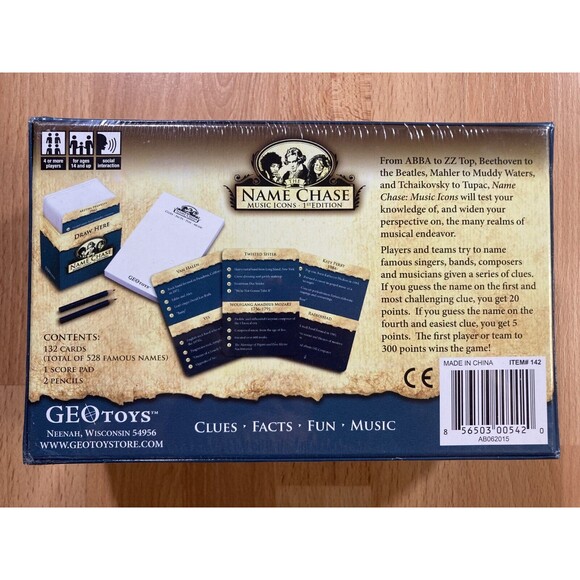 4 or more
players
for ages
14 and up
social
interaction
THE
NAME CHASE
MUSIC ICONS - 1ST EDITION
From ABBA to ZZ Top, Beethoven to
the Beatles, Mahler to Muddy Waters,
and Tchaikovsky to Tupac, Name
Chase: Music Icons will test your
knowledge of, and widen your
perspective on, the many realms of
musical endeavor.
Players and teams try to name
famous singers, bands, composers
and musicians given a series of clues.
If you guess the name on the first and
most challenging clue, you get 20
points. If you guess the name on the
fourth and easiest clue, you get 5
points. The first player or team to
300 points wins the game!
DRAW HERE
NAME CHASE
VAN HALEN
TWISTED SISTER
KATY PERRY
1984
WOLFGANG AMADEUS MOZART
1756-1791
RADIOHEAD
CONTENTS:
132 CARDS
(TOTAL OF 528 FAMOUS NAMES)
1 SCORE PAD
2 PENCILS
GEOTOYS™
NEENAH, WISCONSIN 54956
WWW.GEOTOYSTORE.COM
CLUES · FACTS · FUN · MUSIC
CE
MADE IN CHINA
ITEM# 142
8 56503 00542 0
AB062015